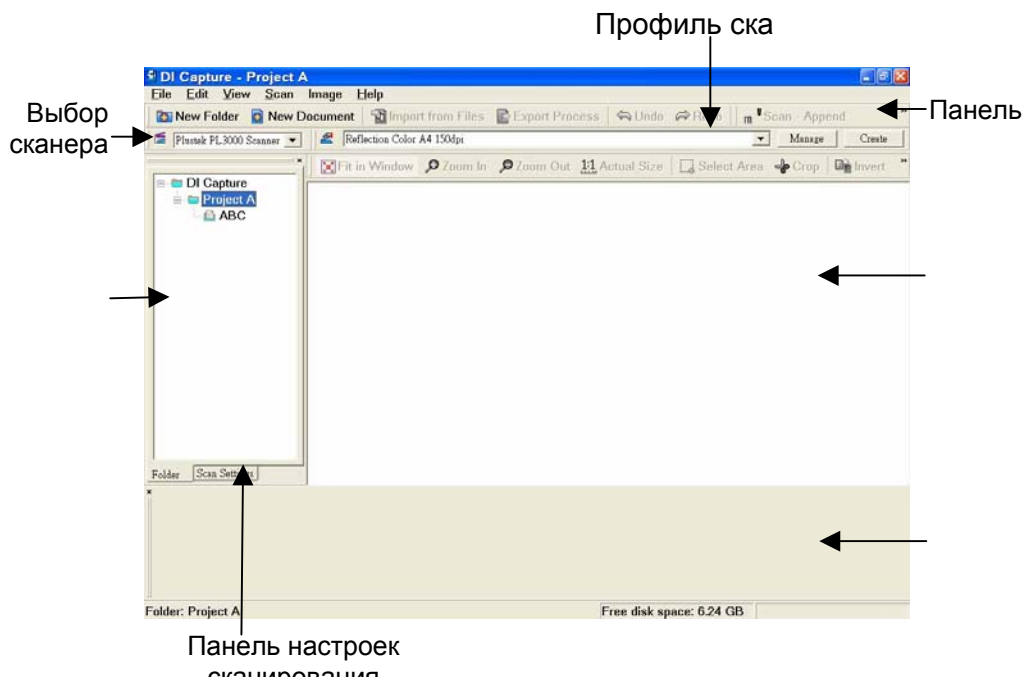 Профиль ска
DI Capture - Project A
File Edit View Scan Image Help
Выбор сканера
Панель
New Folder New Document Import from Files Export Process Undo Redo Scan - Append
Plustek PL3000 Scanner Reflection Color A4 150dpi Manage Create
Fit in Window Zoom In Zoom Out 1:1 Actual Size Select Area Crop Invert
DI Capture
Project A
ABC
Folder Scan Settings
Folder: Project A Free disk space: 6.24 GB
Панель настроек
сканирования